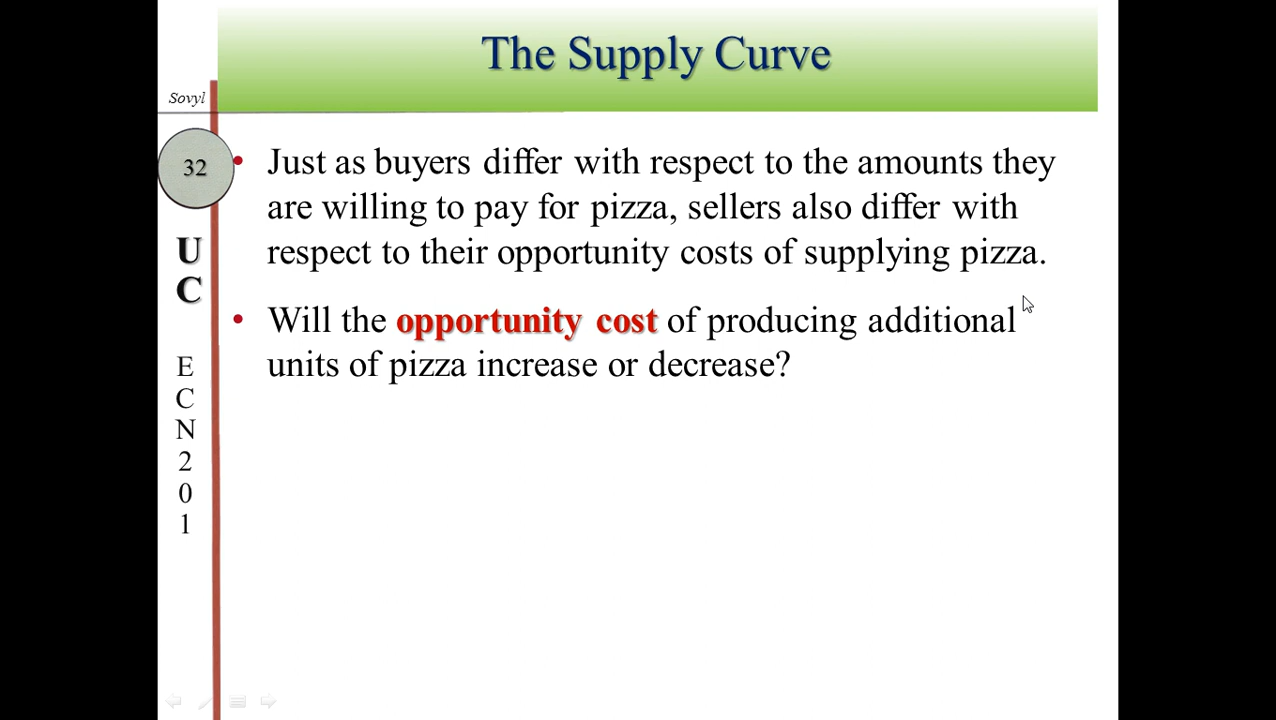 The Supply Curve
Sovyl
32
• Just as buyers differ with respect to the amounts they
are willing to pay for pizza, sellers also differ with
respect to their opportunity costs of supplying pizza.
• Will the opportunity cost of producing additional
units of pizza increase or decrease?
U
C
E
C
N
2
0
1